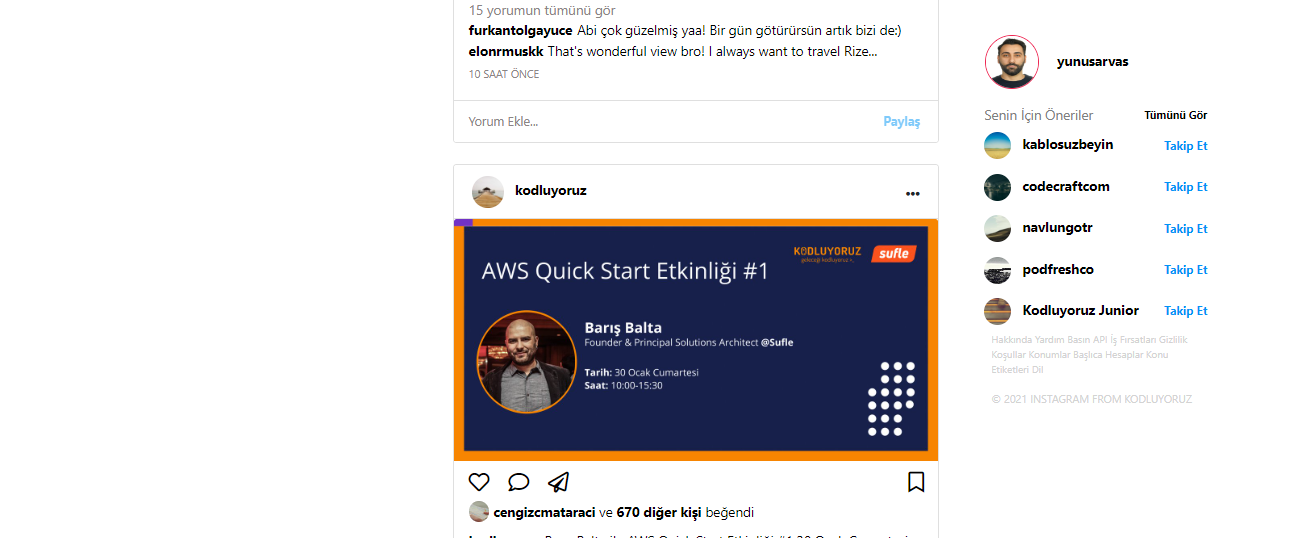 15 yorumun tümünü gör
furkantolgayuce Abi çok güzelmiş yaa! Bir gün götürürsün artık bizi de:)
elonrmuskk That's wonderful view bro! I always want to travel Rize...
10 SAAT ÖNCE
Yorum Ekle...
Paylaş
kodluyoruz
KODLUYORUZ
geleceği kodluyoruz >_
sufle
AWS Quick Start Etkinliği #1
Barış Balta
Founder & Principal Solutions Architect @Sufle
Tarih: 30 Ocak Cumartesi
Saat: 10:00-15:30
cengizcmataraci ve 670 diğer kişi beğendi
yunusarvas
Senin İçin Öneriler
Tümünü Gör
kablosuzbeyin
Takip Et
codecraftcom
Takip Et
navlungotr
Takip Et
podfreshco
Takip Et
Kodluyoruz Junior
Takip Et
Hakkında Yardım Basın API İş Fırsatları Gizlilik
Koşullar Konumlar Başlıca Hesaplar Konu
Etiketleri Dil
© 2021 INSTAGRAM FROM KODLUYORUZ